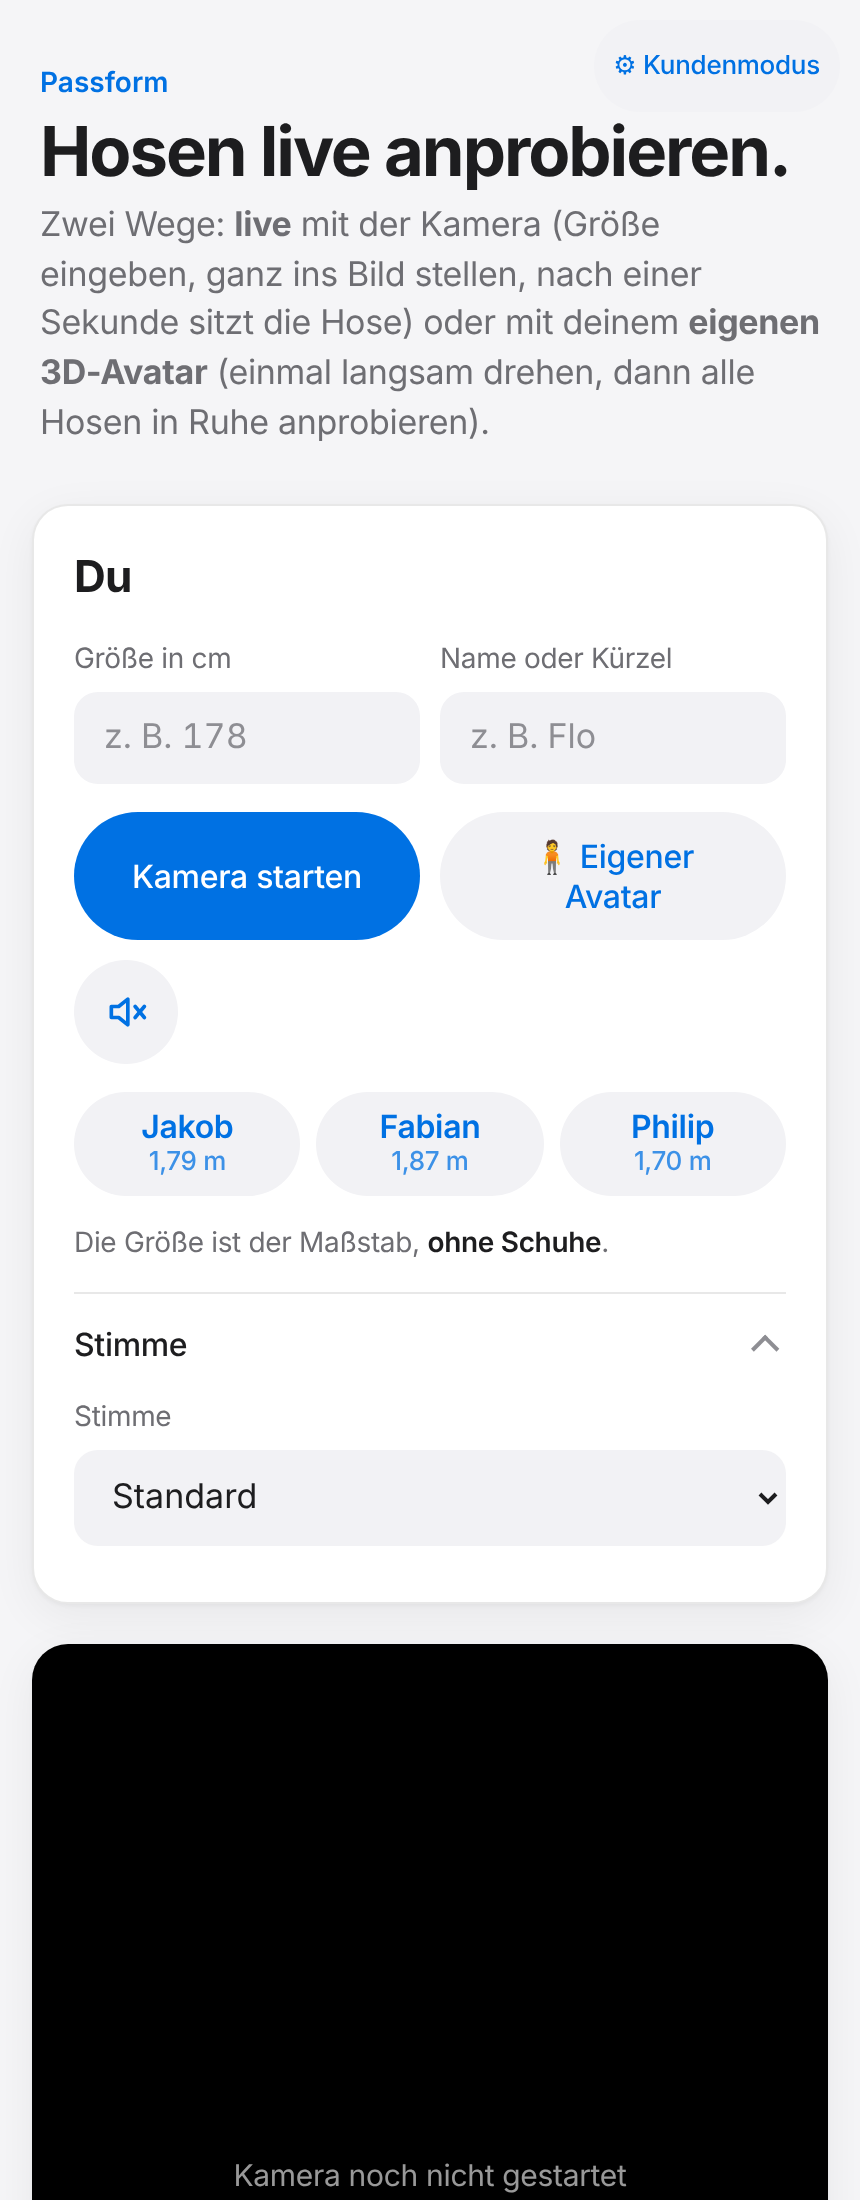 ⚙ Kundenmodus
Passform
Hosen live anprobieren.
Zwei Wege: live mit der Kamera (Größe
eingeben, ganz ins Bild stellen, nach einer
Sekunde sitzt die Hose) oder mit deinem eigenen
3D-Avatar (einmal langsam drehen, dann alle
Hosen in Ruhe anprobieren).
Du
Größe in cm
Name oder Kürzel
z. B. 178
z. B. Flo
Kamera starten
🧍 Eigener
Avatar
Jakob
1,79 m
Fabian
1,87 m
Philip
1,70 m
Die Größe ist der Maßstab, ohne Schuhe.
Stimme
Stimme
Standard
Kamera noch nicht gestartet